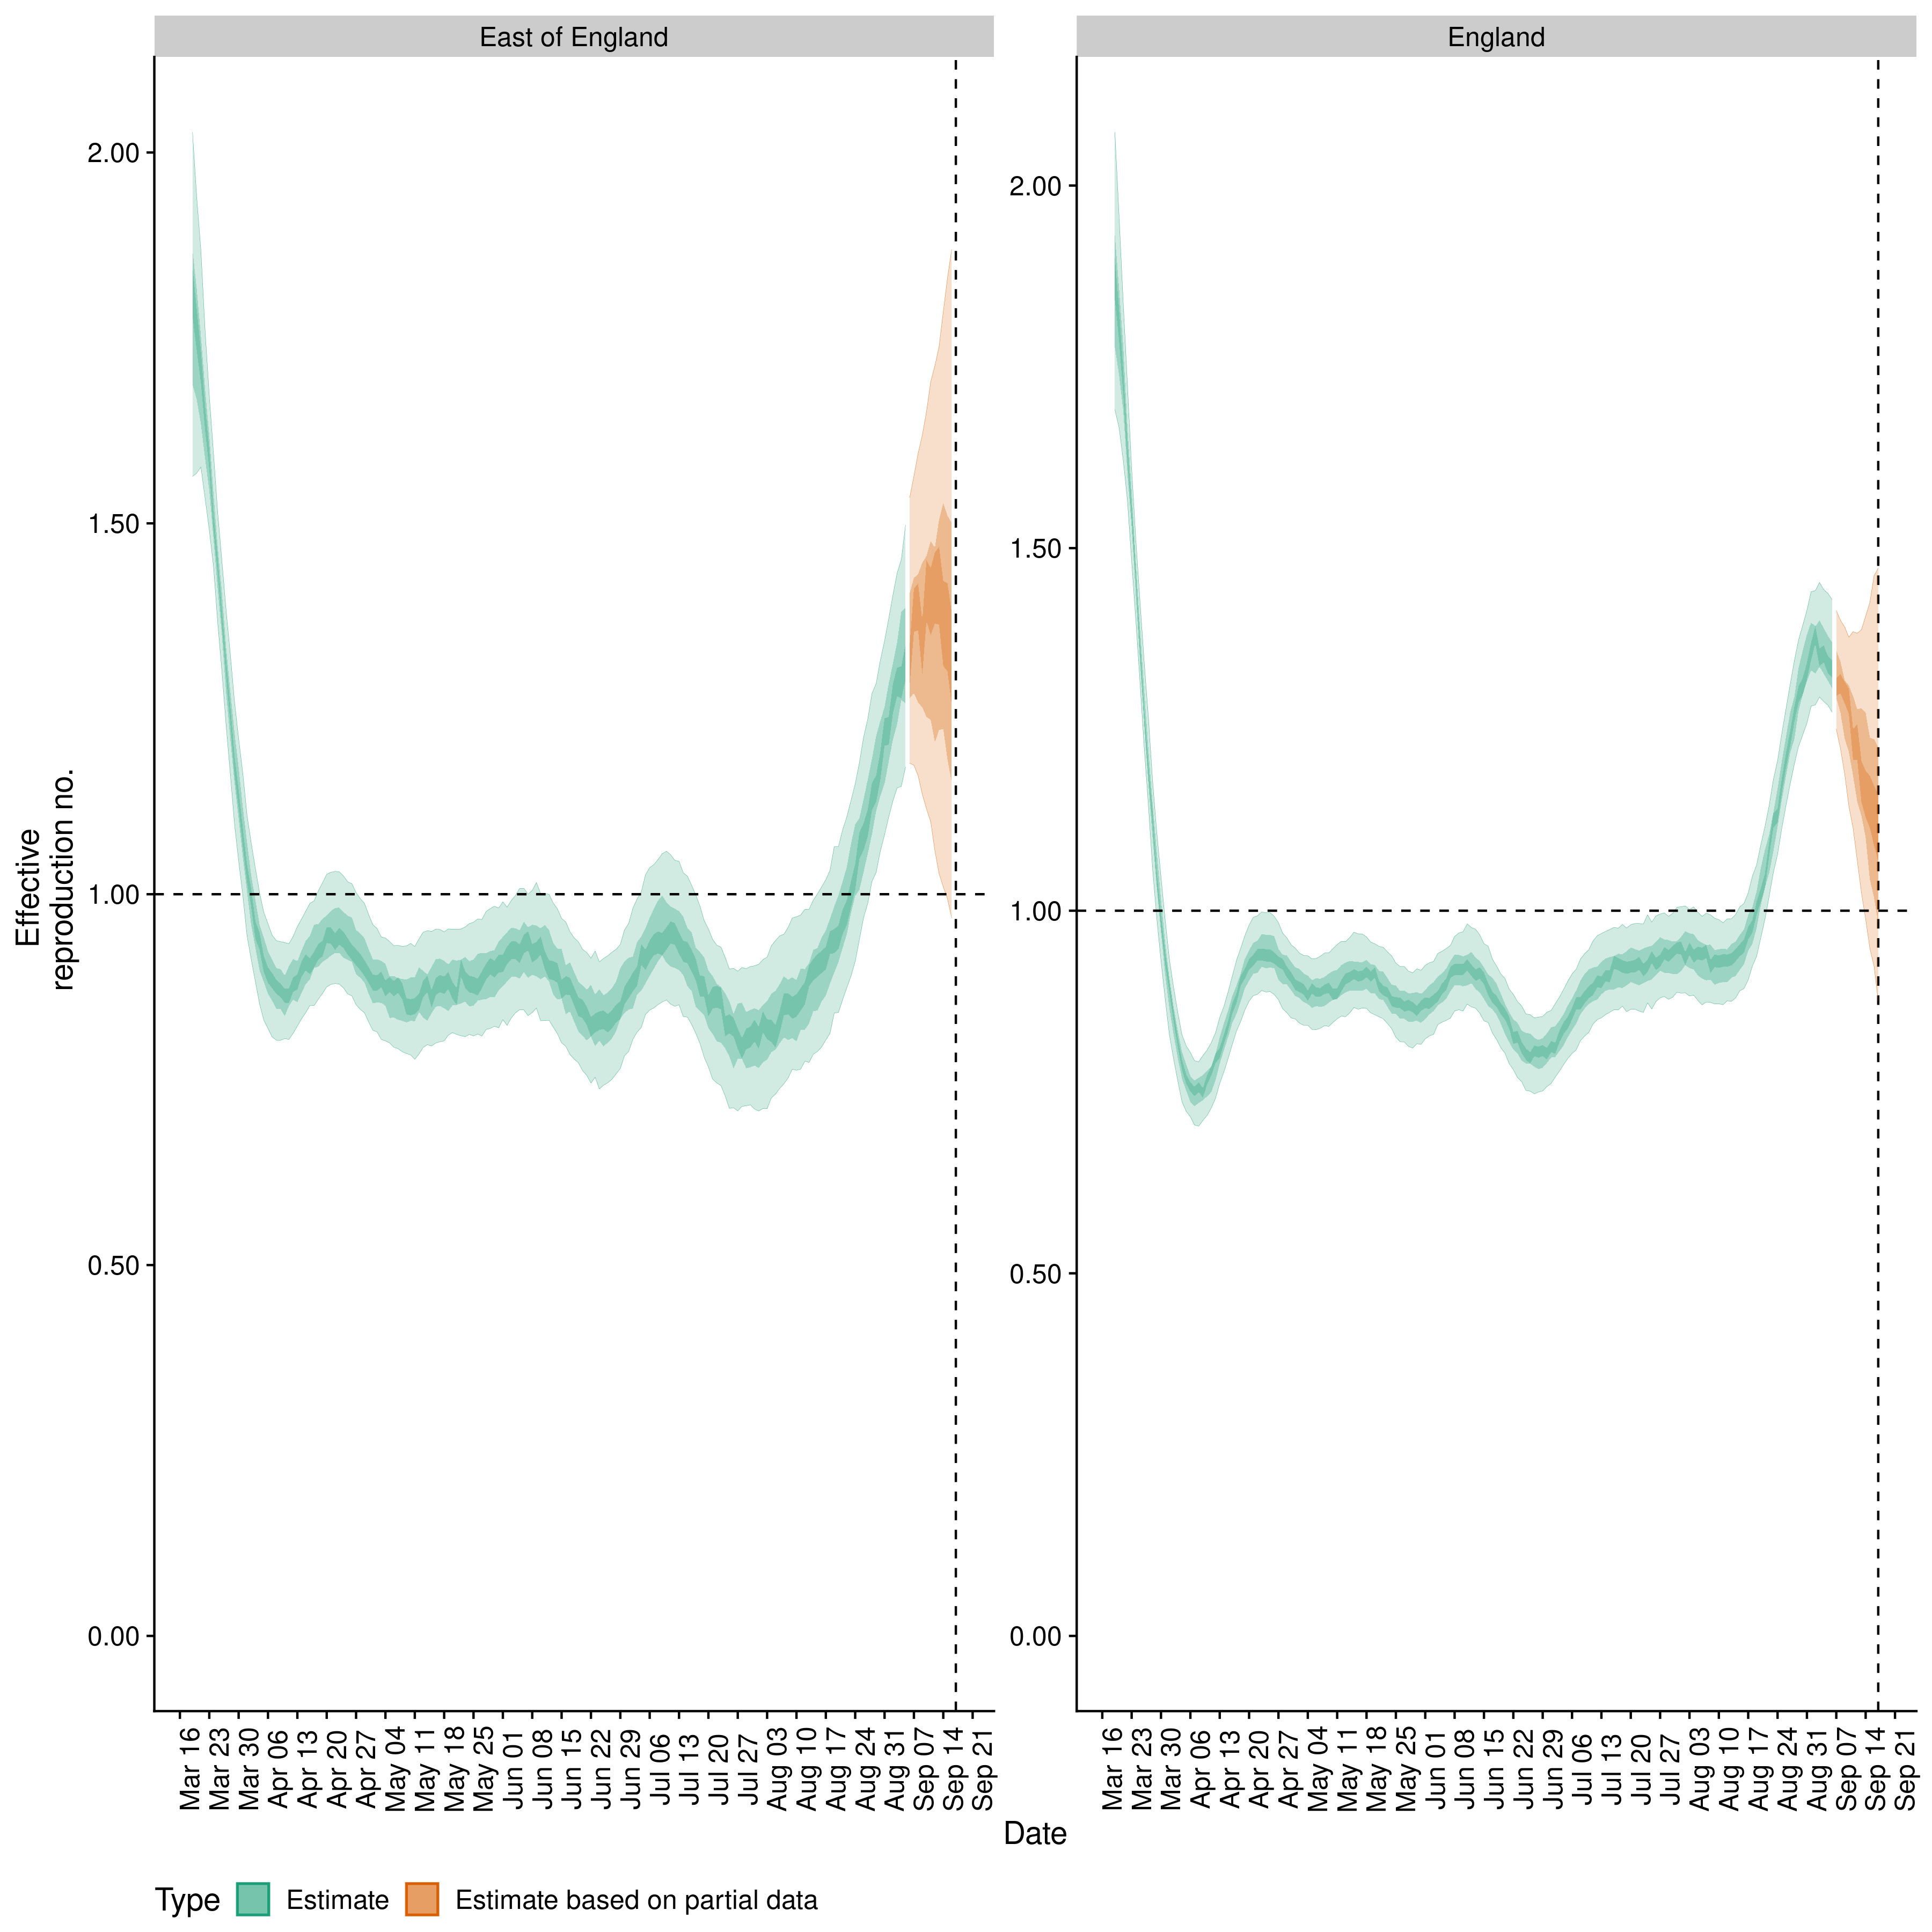 East of England
England
Effective
reproduction no.
2.00
1.50
1.00
0.50
0.00
2.00
1.50
1.00
0.50
0.00
Mar 16
Mar 23
Mar 30
Apr 06
Apr 13
Apr 20
Apr 27
May 04
May 11
May 18
May 25
Jun 01
Jun 08
Jun 15
Jun 22
Jun 29
Jul 06
Jul 13
Jul 20
Jul 27
Aug 03
Aug 10
Aug 17
Aug 24
Aug 31
Sep 07
Sep 14
Sep 21
Mar 16
Mar 23
Mar 30
Apr 06
Apr 13
Apr 20
Apr 27
May 04
May 11
May 18
May 25
Jun 01
Jun 08
Jun 15
Jun 22
Jun 29
Jul 06
Jul 13
Jul 20
Jul 27
Aug 03
Aug 10
Aug 17
Aug 24
Aug 31
Sep 07
Sep 14
Sep 21
Date
Type Estimate Estimate based on partial data